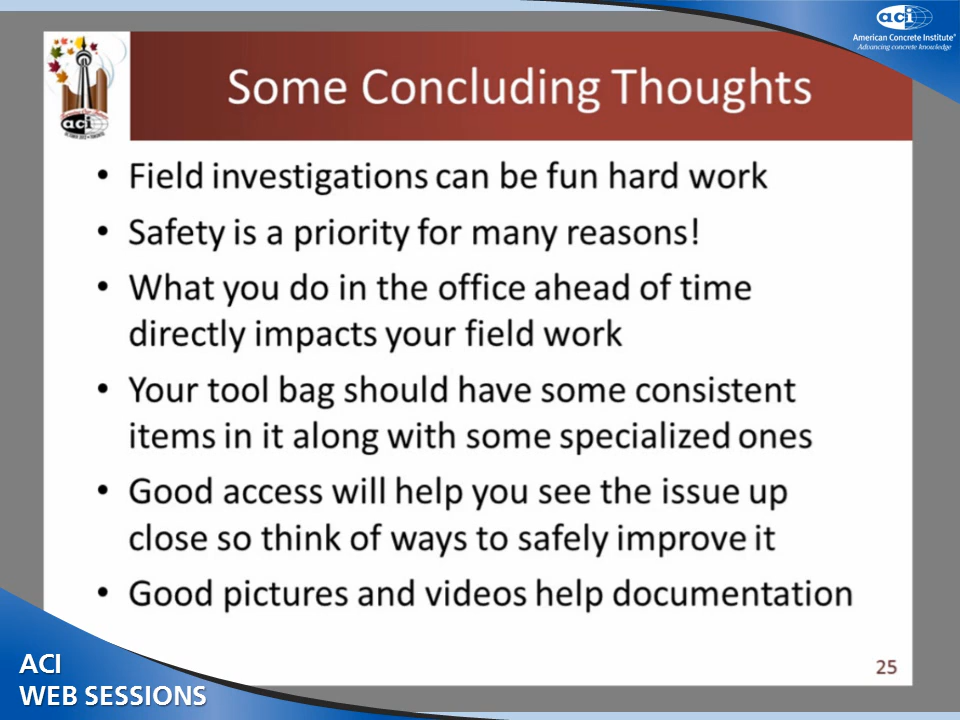 aci
American Concrete Institute®
Advancing concrete knowledge
aci
Some Concluding Thoughts
• Field investigations can be fun hard work
• Safety is a priority for many reasons!
• What you do in the office ahead of time
directly impacts your field work
• Your tool bag should have some consistent
items in it along with some specialized ones
• Good access will help you see the issue up
close so think of ways to safely improve it
• Good pictures and videos help documentation
25
ACI
WEB SESSIONS